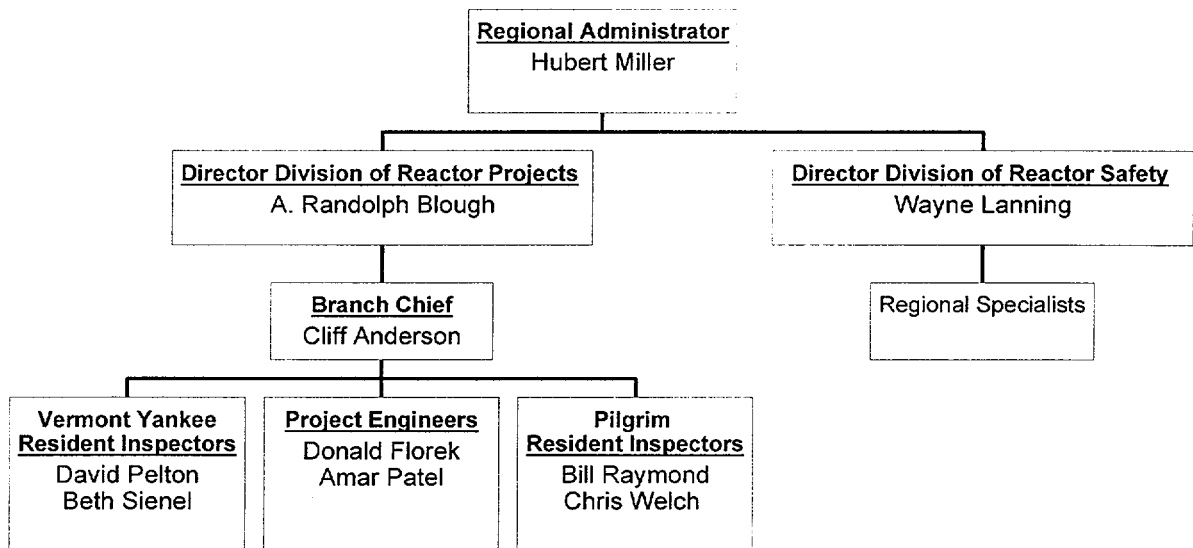 Regional Administrator
Hubert Miller
Director Division of Reactor Projects
A. Randolph Blough
Director Division of Reactor Safety
Wayne Lanning
Branch Chief
Cliff Anderson
Regional Specialists
Vermont Yankee
Resident Inspectors
David Pelton
Beth Sienel
Project Engineers
Donald Florek
Amar Patel
Pilgrim
Resident Inspectors
Bill Raymond
Chris Welch